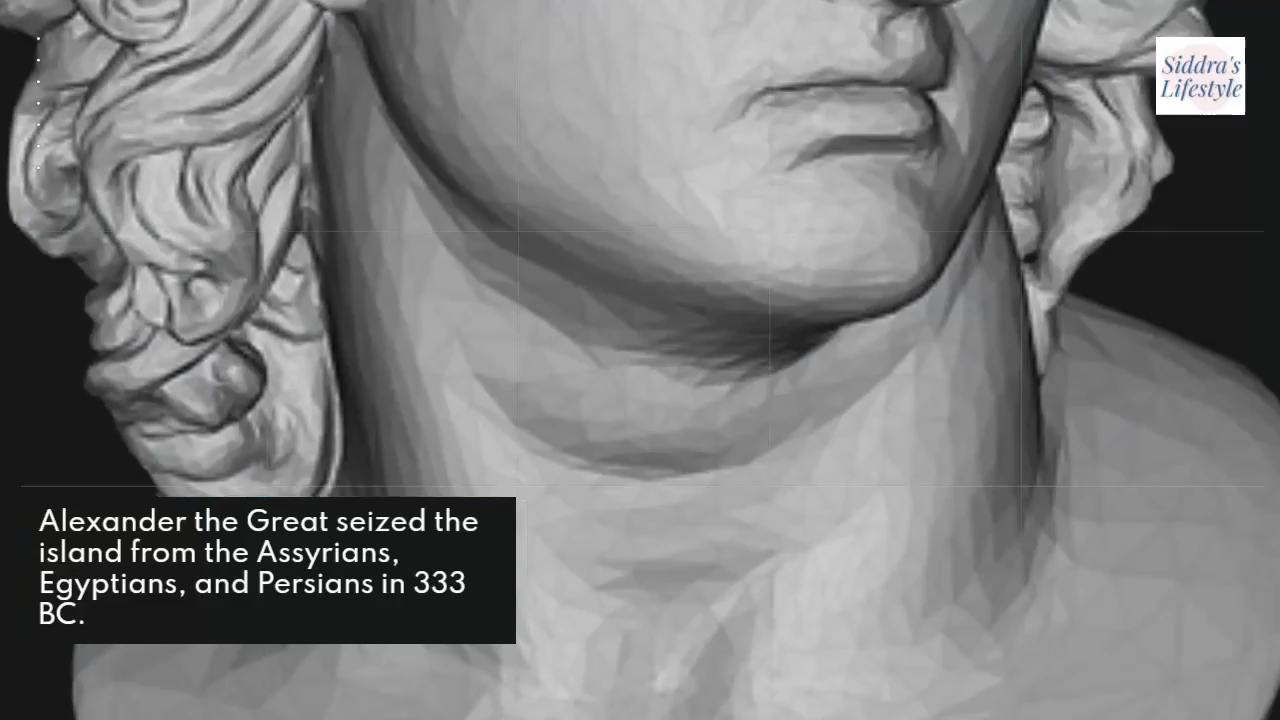 Siddra's
Lifestyle
Alexander the Great seized the
island from the Assyrians,
Egyptians, and Persians in 333
BC.